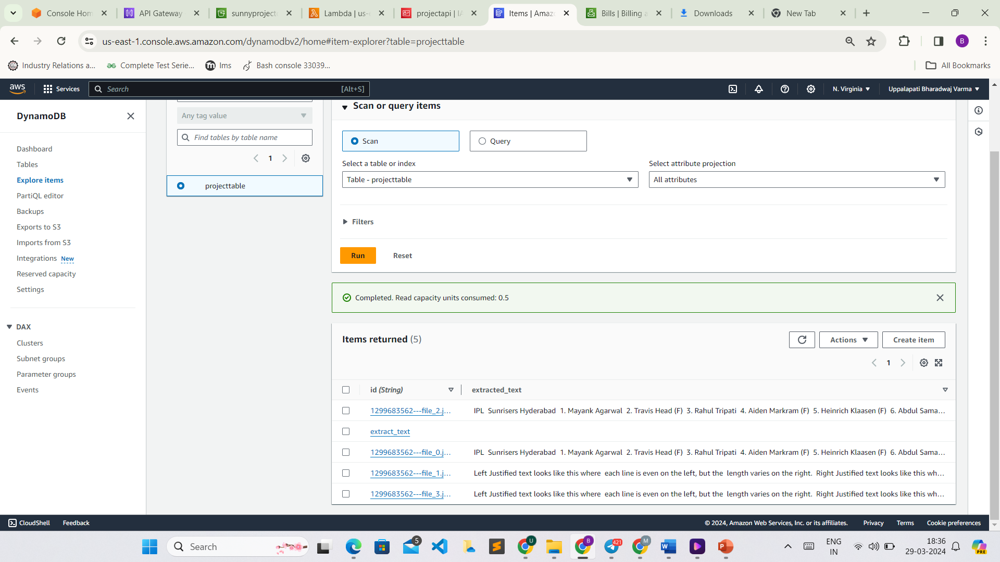 Console Hom
API Gateway
sunnyproject
Lambda | us-e
projectapi | IA
Items | Amaz
Bills | Billing a
Downloads
New Tab
us-east-1.console.aws.amazon.com/dynamodbv2/home#item-explorer?table=projecttable
B
Industry Relations a...
Complete Test Serie...
lms
Bash console 33039...
All Bookmarks
aws
Services
Search
[Alt+S]
N. Virginia
Uppalapati Bharadwaj Varma
DynamoDB
Dashboard
Tables
Explore items
PartiQL editor
Backups
Exports to S3
Imports from S3
Integrations New
Reserved capacity
Settings
DAX
Clusters
Subnet groups
Parameter groups
Events
Any tag value
Find tables by table name
1
projecttable
Scan or query items
Scan
Query
Select a table or index
Select attribute projection
Table - projecttable
All attributes
Filters
Run
Reset
Completed. Read capacity units consumed: 0.5
Items returned (5)
Actions
Create item
1
id (String)
extracted_text
1299683562---file_2.j...
IPL Sunrisers Hyderabad 1. Mayank Agarwal 2. Travis Head (F) 3. Rahul Tripati 4. Aiden Markram (F) 5. Heinrich Klaasen (F) 6. Abdul Sama...
extract_text
1299683562---file_0.j...
IPL Sunrisers Hyderabad 1. Mayank Agarwal 2. Travis Head (F) 3. Rahul Tripati 4. Aiden Markram (F) 5. Heinrich Klaasen (F) 6. Abdul Sama...
1299683562---file_1.j...
Left Justified text looks like this where each line is even on the left, but the length varies on the right. Right Justified text looks like this wh...
1299683562---file_3.j...
Left Justified text looks like this where each line is even on the left, but the length varies on the right. Right Justified text looks like this wh...
CloudShell
Feedback
© 2024, Amazon Web Services, Inc. or its affiliates.
Privacy
Terms
Cookie preferences
Search
5
U
B
421
M
W
P
ENG
IN
18:36
29-03-2024
PRE